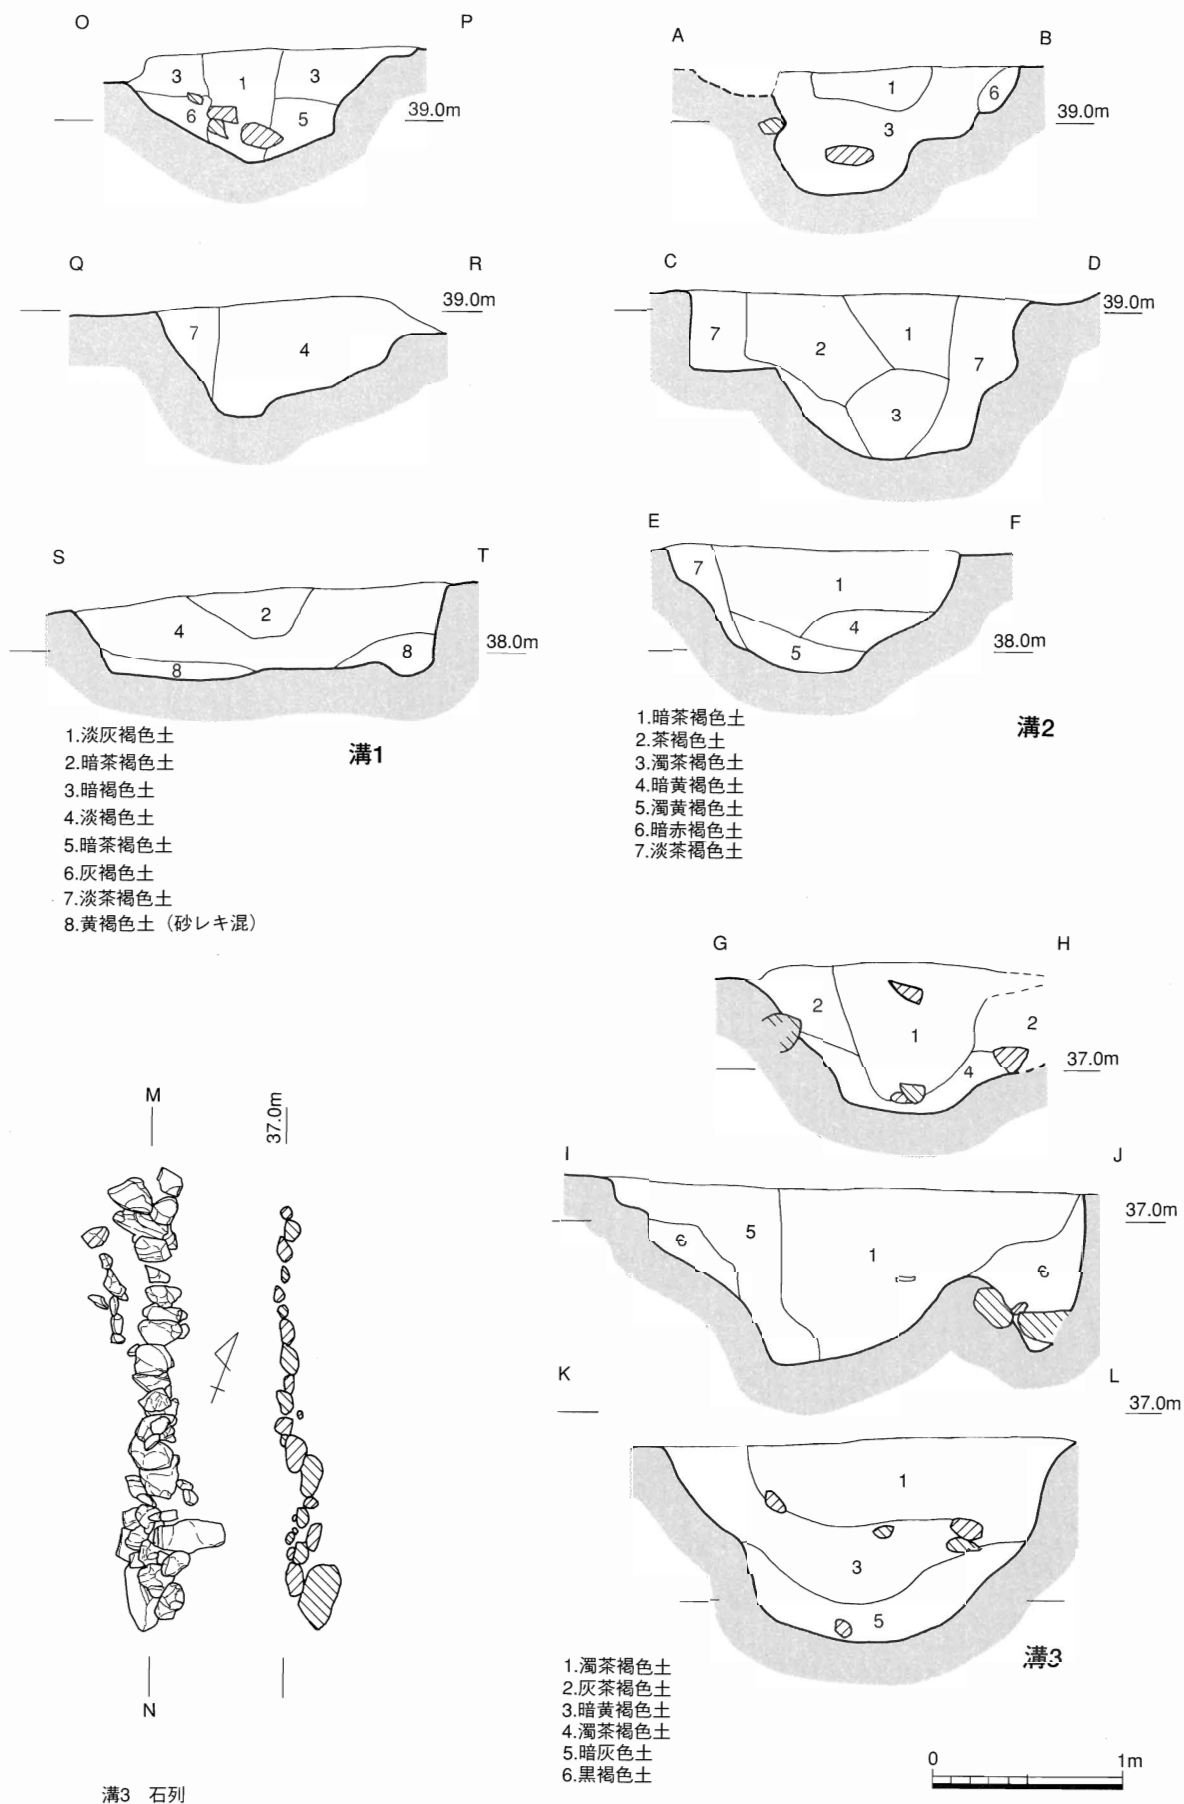 O P
3 1 3
6 5
39.0m
A B
1 6
3
39.0m
Q R
39.0m
7 4
C D
39.0m
7 2 1 7
3
S T
2
4 8
8
38.0m
E F
7 1
4
5
38.0m
1.淡灰褐色土
2.暗茶褐色土
3.暗褐色土
4.淡褐色土
5.暗茶褐色土
6.灰褐色土
7.淡茶褐色土
8.黄褐色土（砂レキ混）
溝1
1.暗茶褐色土
2.茶褐色土
3.濁茶褐色土
4.暗黄褐色土
5.濁黄褐色土
6.暗赤褐色土
7.淡茶褐色土
溝2
G H
2 1 2
4
37.0m
I J
37.0m
3 5 1 3
K L
37.0m
1
3
5
溝3
1.濁茶褐色土
2.灰茶褐色土
3.暗黄褐色土
4.濁茶褐色土
5.暗灰色土
6.黒褐色土
M
37.0m
N
溝3 石列
0 1m